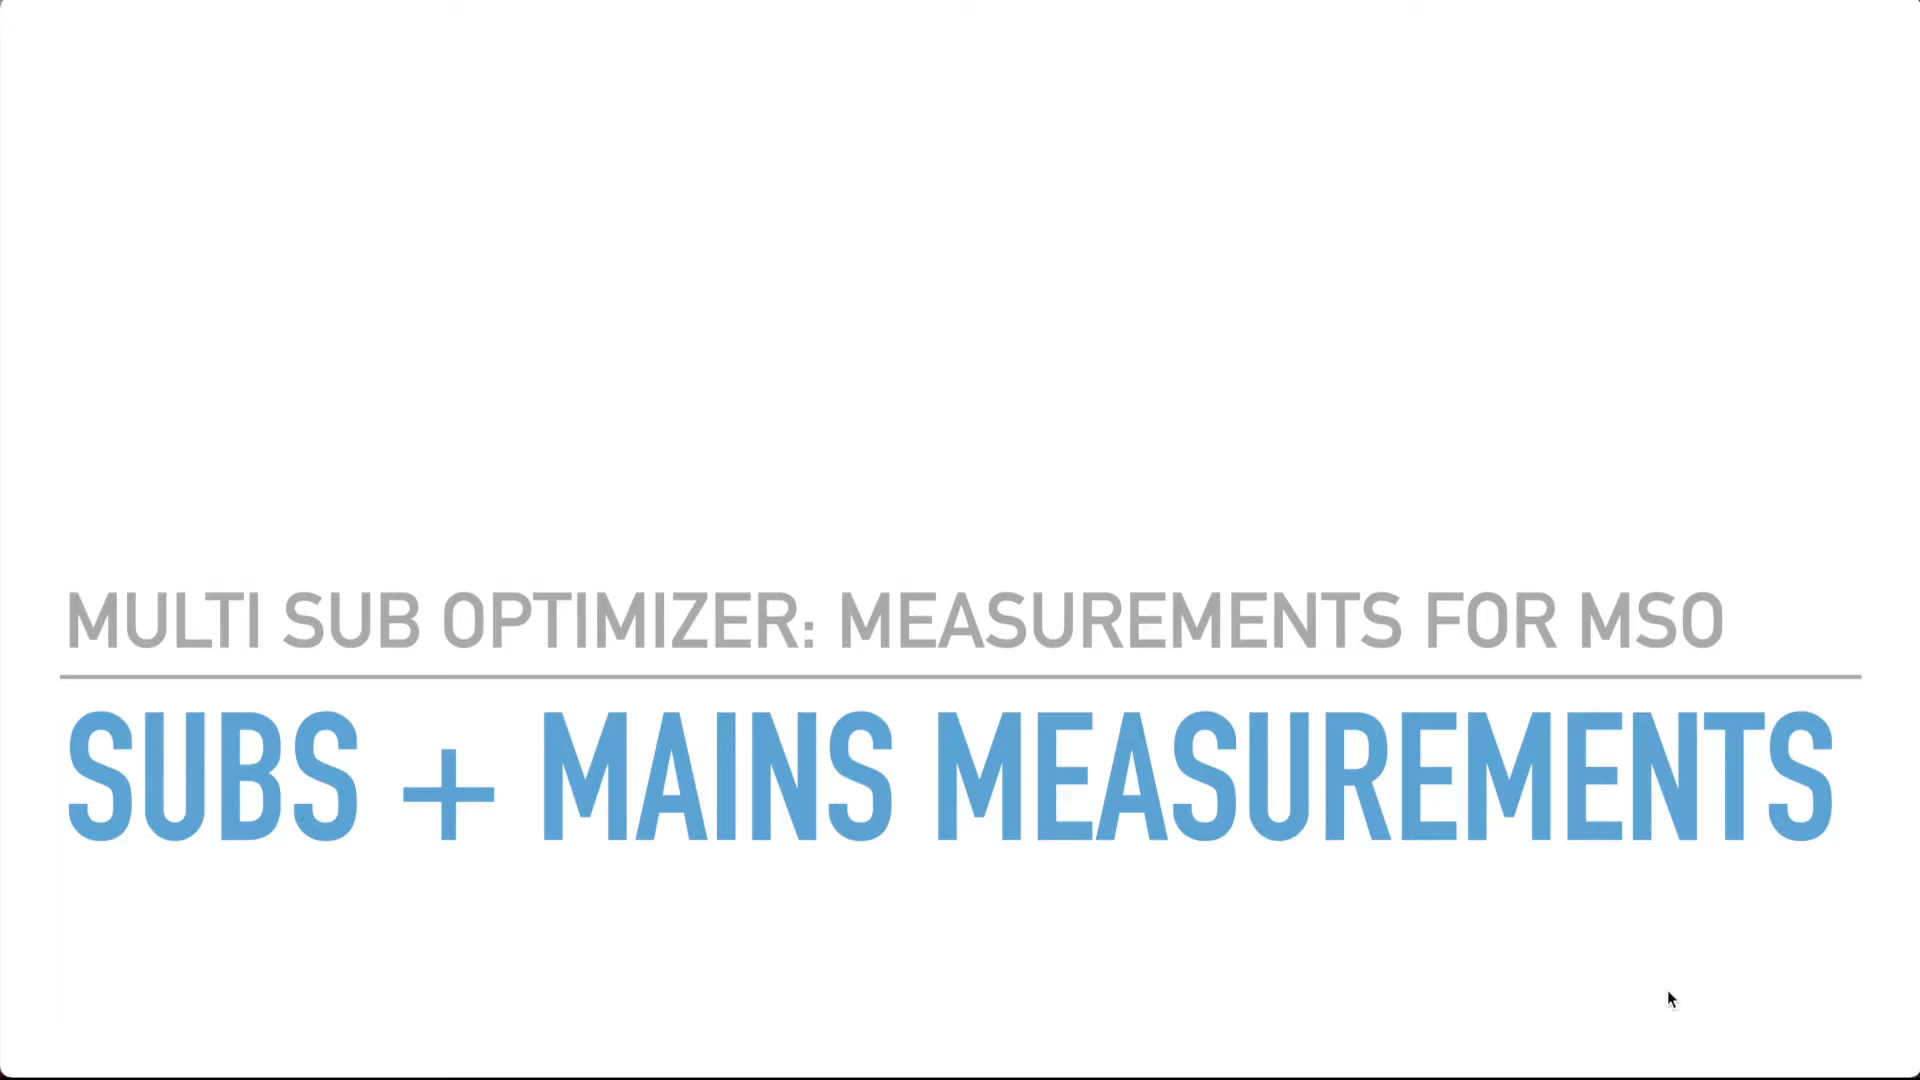 MULTI SUB OPTIMIZER: MEASUREMENTS FOR MSO
SUBS + MAINS MEASUREMENTS